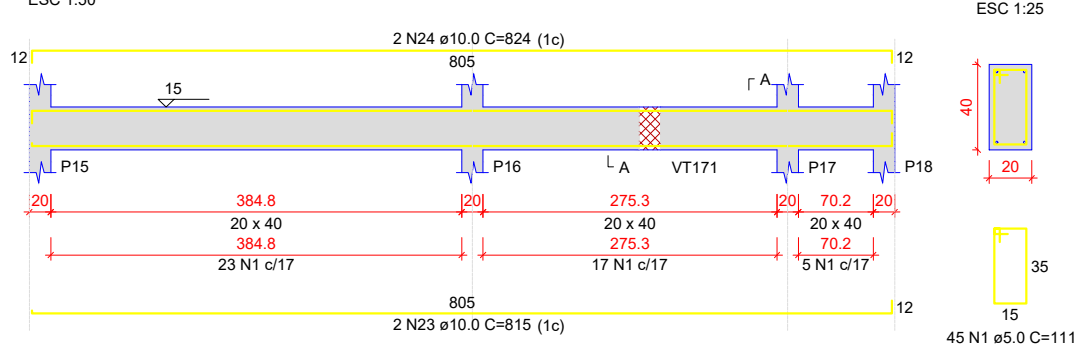 ESC 1:50
ESC 1:25
2 N24 ø10.0 C=824 (1c)
12
805
12
15
A
40
P15
P16
A
VT171
P17
P18
20
20
384.8
20
275.3
20
70.2
20
20 x 40
20 x 40
20 x 40
384.8
275.3
70.2
23 N1 c/17
17 N1 c/17
5 N1 c/17
35
15
805
12
2 N23 ø10.0 C=815 (1c)
45 N1 ø5.0 C=111